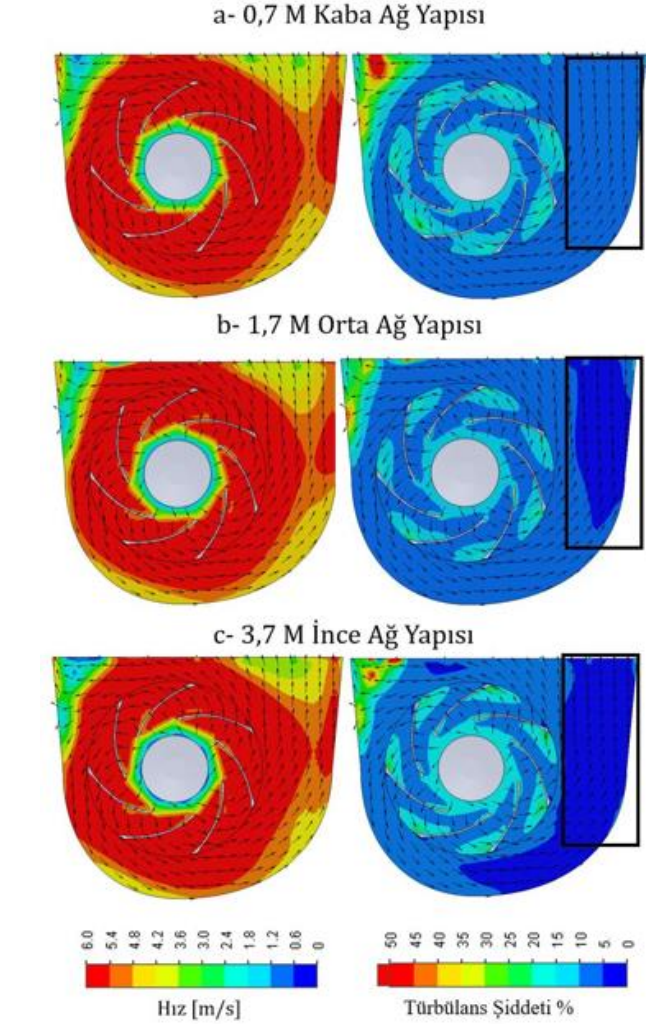 a- 0,7 M Kaba Ağ Yapısı
b- 1,7 M Orta Ağ Yapısı
c- 3,7 M İnce Ağ Yapısı
6.0 5.4 4.8 4.2 3.6 3.0 2.4 1.8 1.2 0.6 0
50 45 40 35 30 25 20 15 10 5 0
Hız [m/s]
Türbülans Şiddeti %